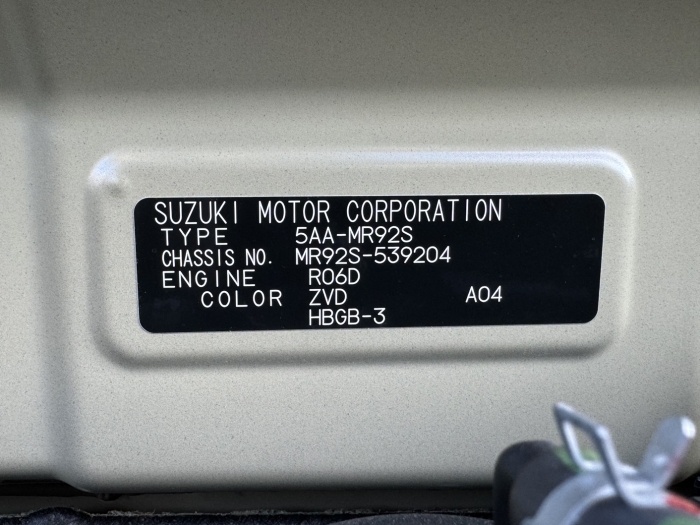 SUZUKI MOTOR CORPORATION
TYPE 5AA-MR92S
CHASSIS NO. MR92S-539204
ENGINE R06D
COLOR ZVD A04
HBGB-3